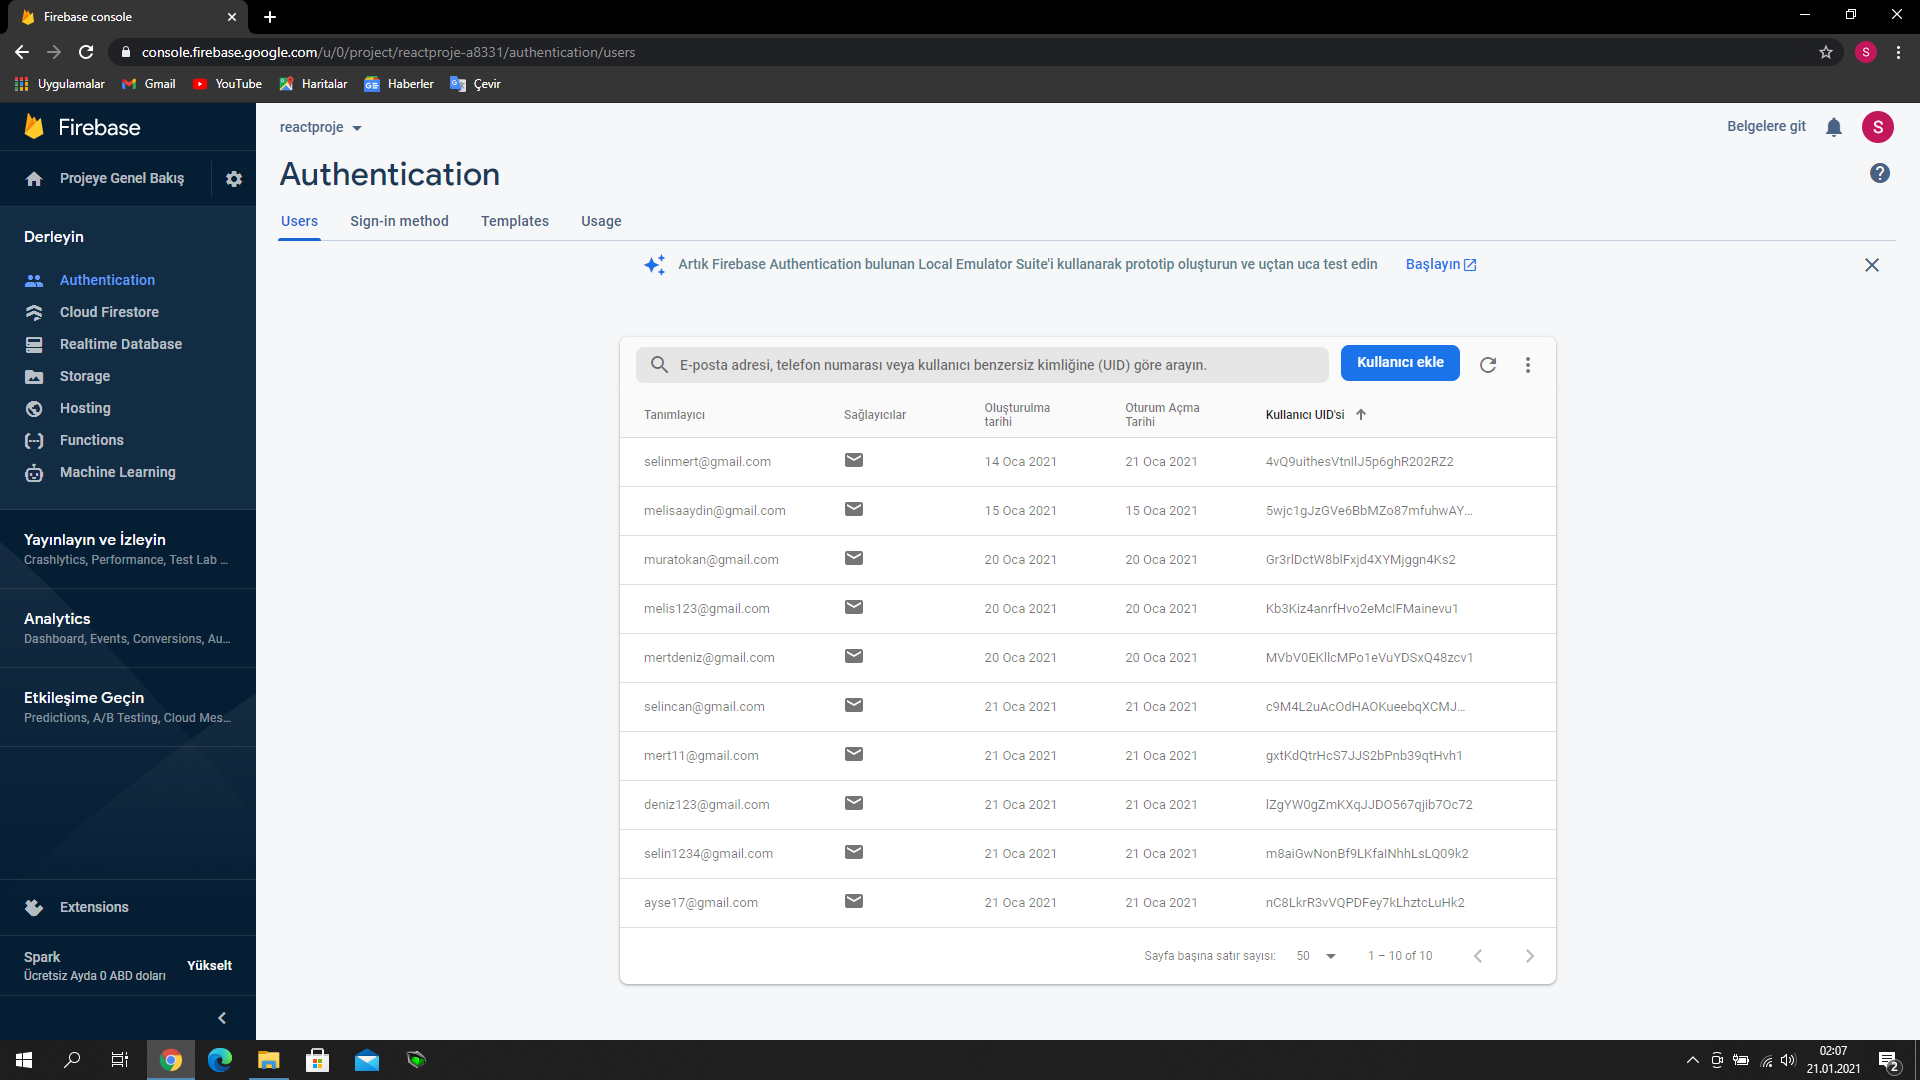 Firebase console
console.firebase.google.com/u/0/project/reactproje-a8331/authentication/users
S
Uygulamalar
Gmail
YouTube
Haritalar
Haberler
Çevir
Firebase
reactproje
Belgelere git
S
Projeye Genel Bakış
Authentication
Users
Sign-in method
Templates
Usage
Derleyin
Authentication
Cloud Firestore
Realtime Database
Storage
Hosting
Functions
Machine Learning
Yayınlayın ve İzleyin
Crashlytics, Performance, Test Lab ...
Analytics
Dashboard, Events, Conversions, Au...
Etkileşime Geçin
Predictions, A/B Testing, Cloud Mes...
Extensions
Spark
Ücretsiz Ayda 0 ABD doları
Yükselt
Artık Firebase Authentication bulunan Local Emulator Suite'i kullanarak prototip oluşturun ve uçtan uca test edin
Başlayın
E-posta adresi, telefon numarası veya kullanıcı benzersiz kimliğine (UID) göre arayın.
Kullanıcı ekle
Tanımlayıcı
Sağlayıcılar
Oluşturulma
tarihi
Oturum Açma
Tarihi
Kullanıcı UID'si
selinmert@gmail.com 14 Oca 2021 21 Oca 2021 4vQ9uithesVtnIlJ5p6ghR202RZ2
melisaaydin@gmail.com 15 Oca 2021 15 Oca 2021 5wjc1gJzGVe6BbMZo87mfuhwAY...
muratokan@gmail.com 20 Oca 2021 20 Oca 2021 Gr3rlDctW8blFxjd4XYMjggn4Ks2
melis123@gmail.com 20 Oca 2021 20 Oca 2021 Kb3Kiz4anrfHvo2eMcIFMainevu1
mertdeniz@gmail.com 20 Oca 2021 20 Oca 2021 MVbV0EKllcMPo1eVuYDSxQ48zcv1
selincan@gmail.com 21 Oca 2021 21 Oca 2021 c9M4L2uAcOdHAOKueebqXCMJ...
mert11@gmail.com 21 Oca 2021 21 Oca 2021 gxtKdQtrHcS7JJS2bPnb39qtHvh1
deniz123@gmail.com 21 Oca 2021 21 Oca 2021 lZgYW0gZmKXqJJDO567qjib7Oc72
selin1234@gmail.com 21 Oca 2021 21 Oca 2021 m8aiGwNonBf9LKfaINhhLsLQ09k2
ayse17@gmail.com 21 Oca 2021 21 Oca 2021 nC8LkrR3vVQPDFey7kLhztcLuHk2
Sayfa başına satır sayısı:
50
1 – 10 of 10
02:07
21.01.2021
2